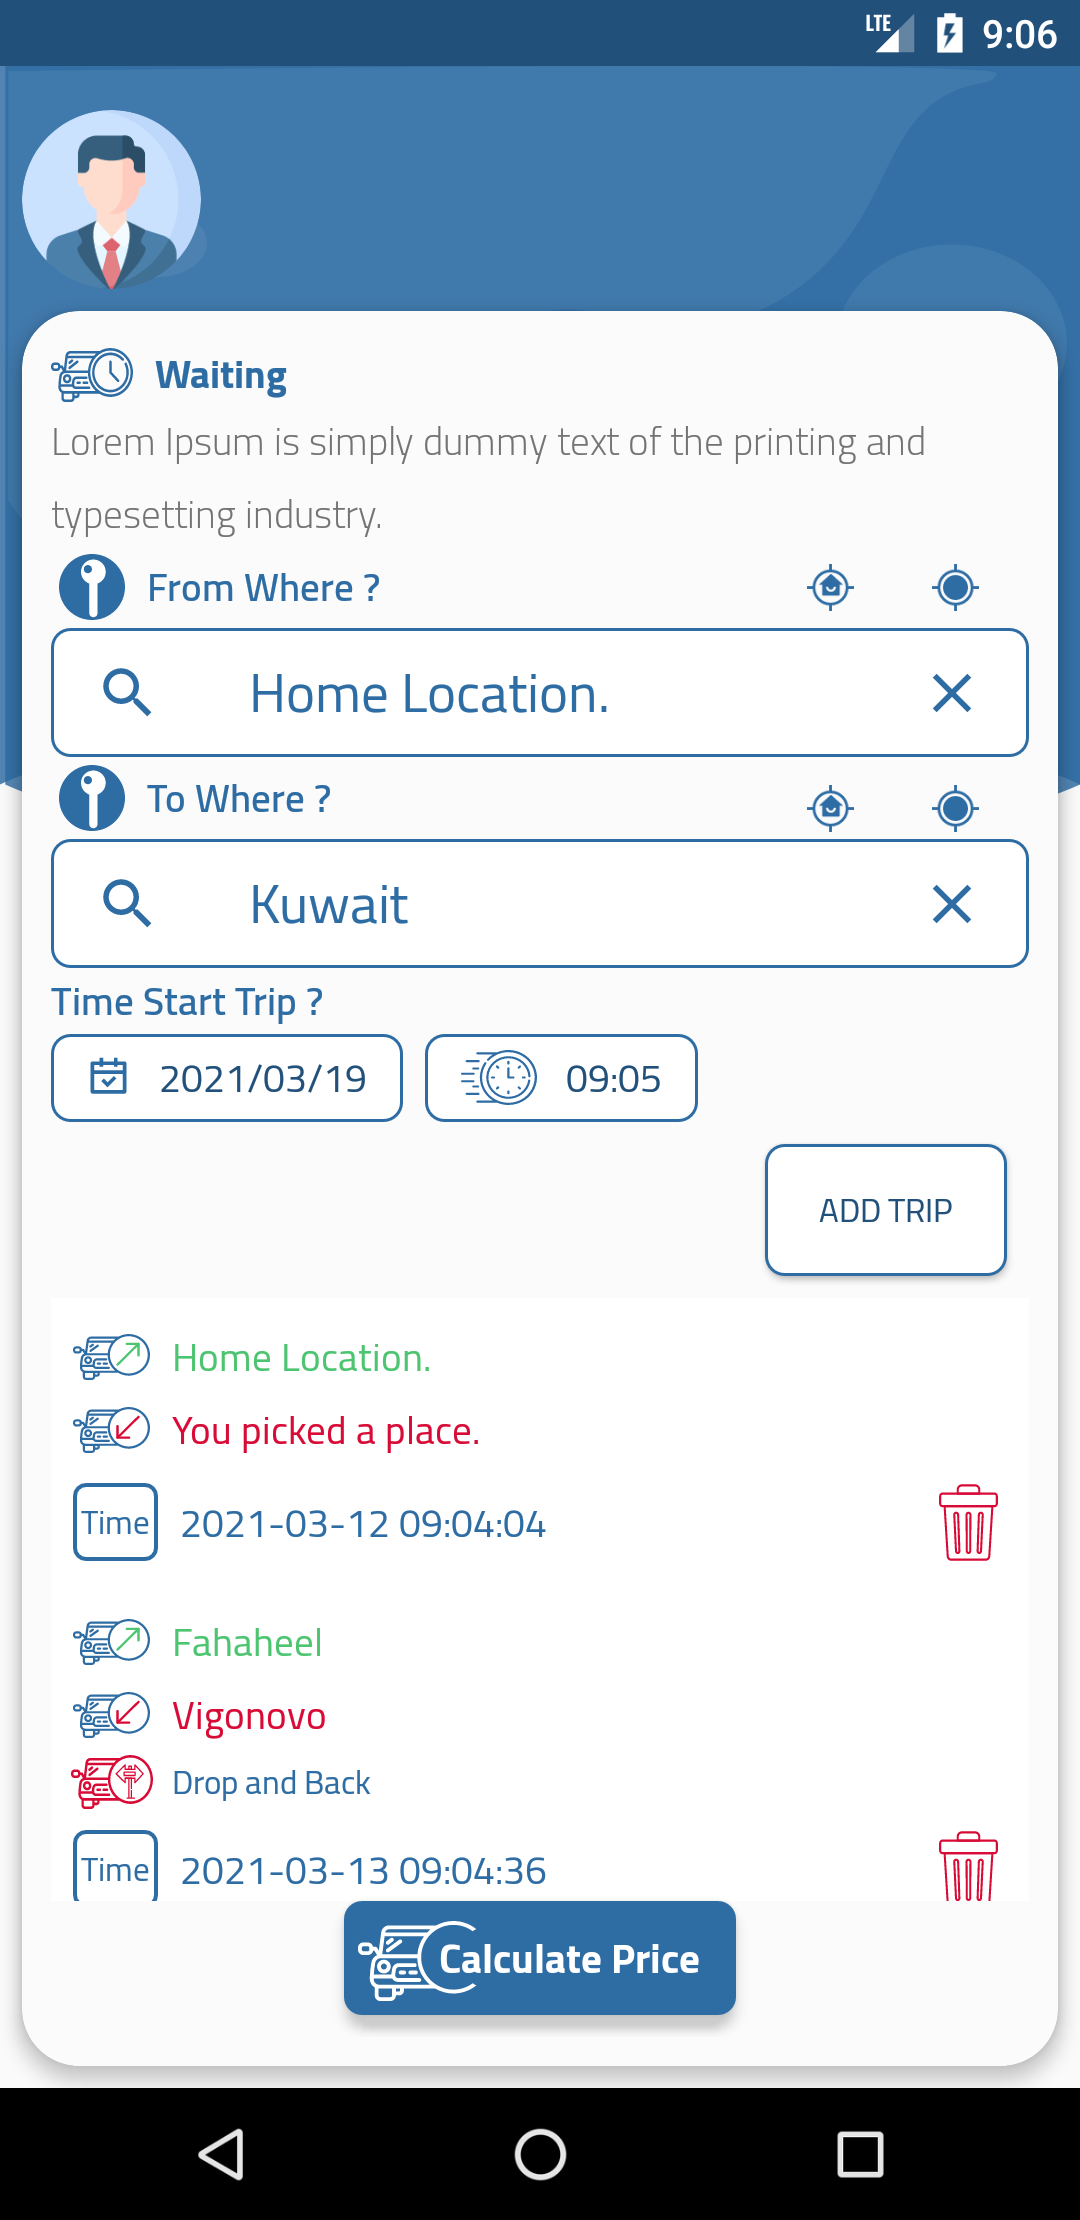 LTE 9:06
Waiting
Lorem Ipsum is simply dummy text of the printing and
typesetting industry.
From Where ?
Home Location.
To Where ?
Kuwait
Time Start Trip ?
2021/03/19 09:05
ADD TRIP
Home Location.
You picked a place.
Time 2021-03-12 09:04:04
Fahaheel
Vigonovo
Drop and Back
Time 2021-03-13 09:04:36
Calculate Price